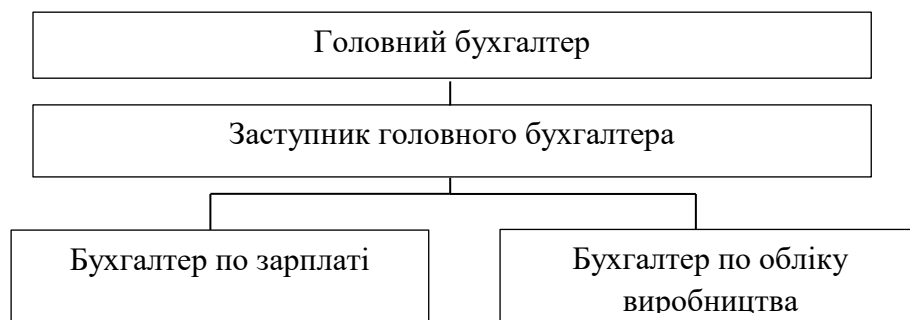 Головний бухгалтер
Заступник головного бухгалтера
Бухгалтер по зарплаті
Бухгалтер по обліку
виробництва